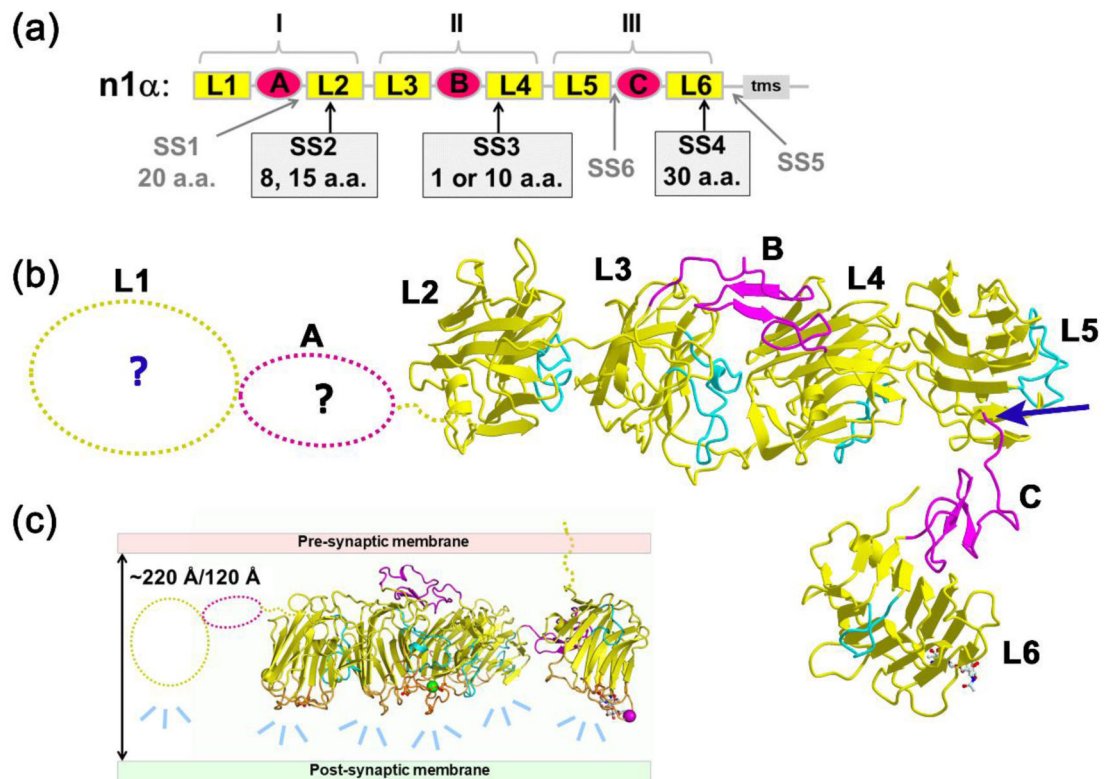 (a)
I II III
n1α: L1 A L2 L3 B L4 L5 C L6 tms
SS1
20 a.a.
SS2
8, 15 a.a.
SS3
1 or 10 a.a.
SS6
SS4
30 a.a.
SS5
(b)
L1
?
A
?
L2
L3
B
L4
L5
C
L6
(c)
Pre-synaptic membrane
~220 Å/120 Å
Post-synaptic membrane